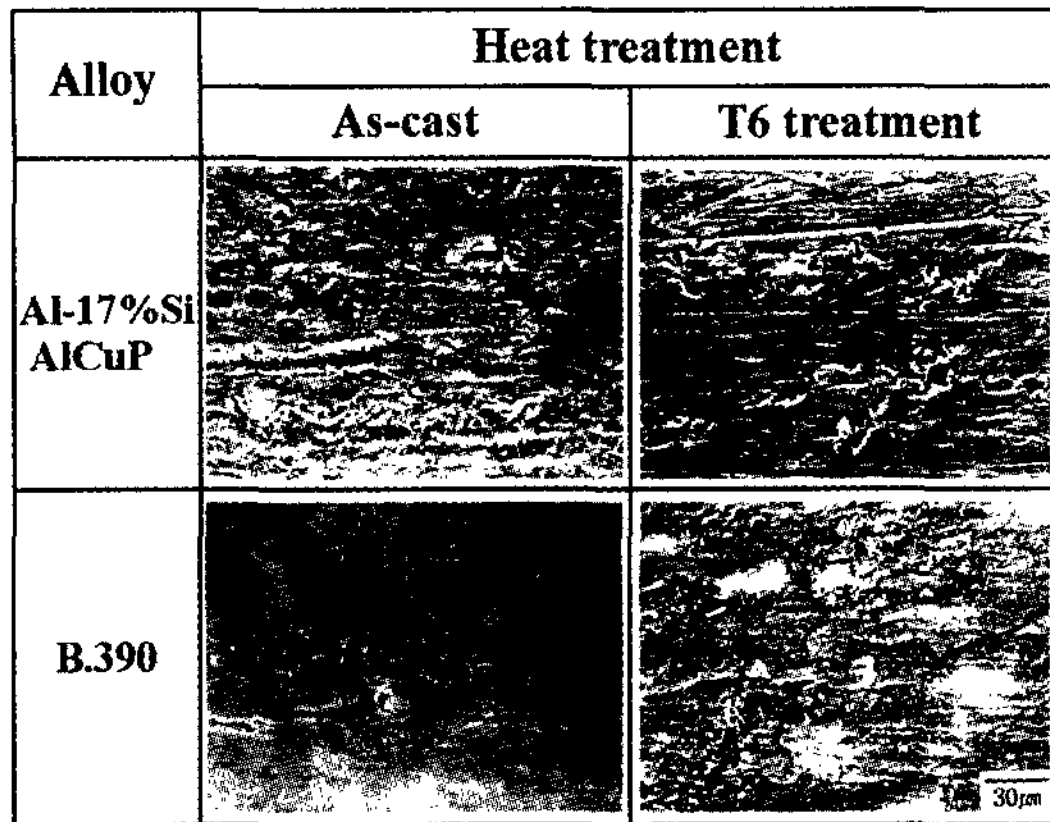 Alloy
Heat treatment
As-cast
T6 treatment
Al-17%Si
AlCuP
B.390
30μm